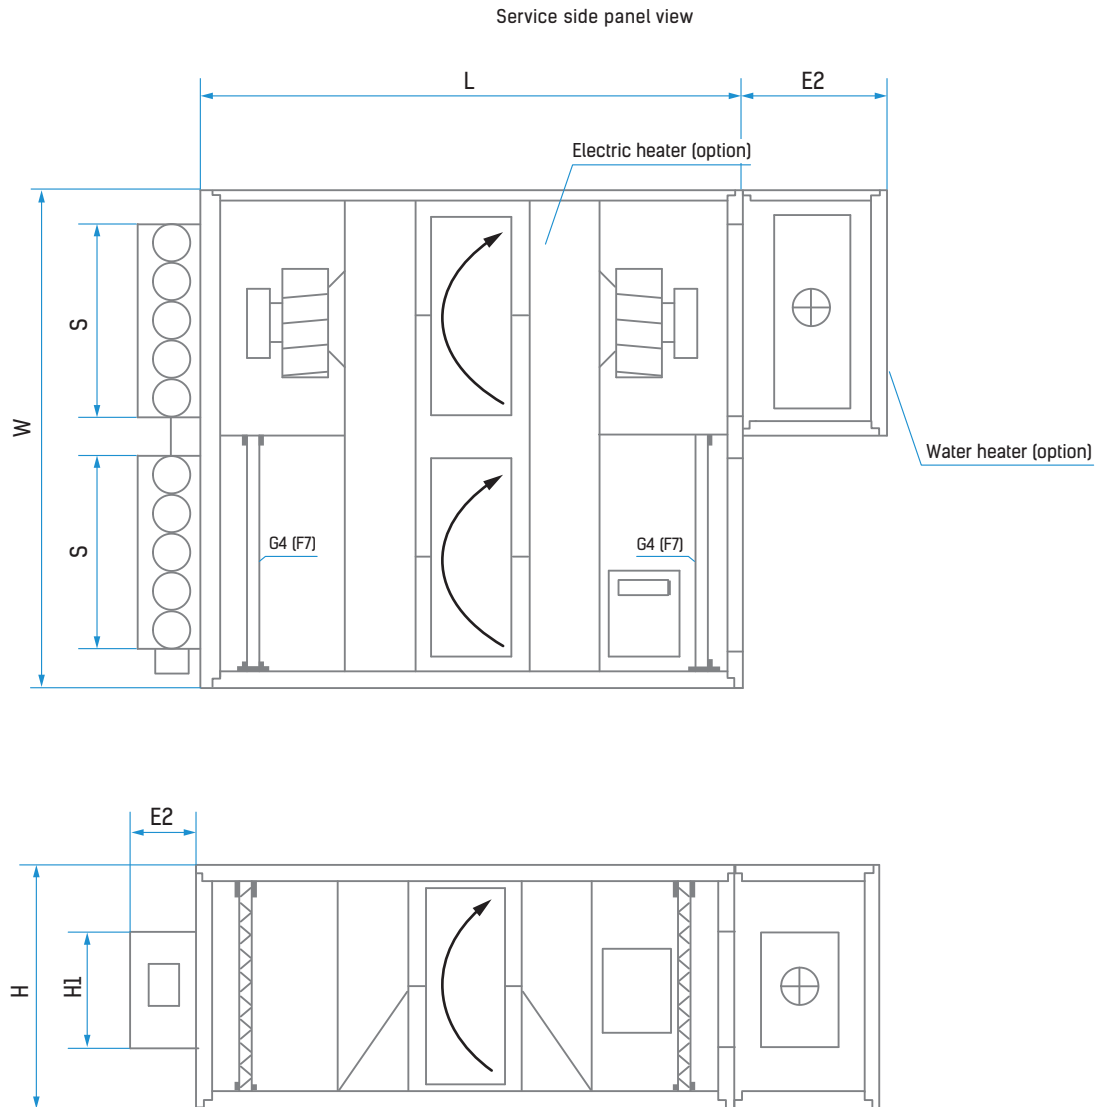 Service side panel view
L
E2
Electric heater (option)
S
W
Water heater (option)
S
G4 (F7)
G4 (F7)
E2
H
H1